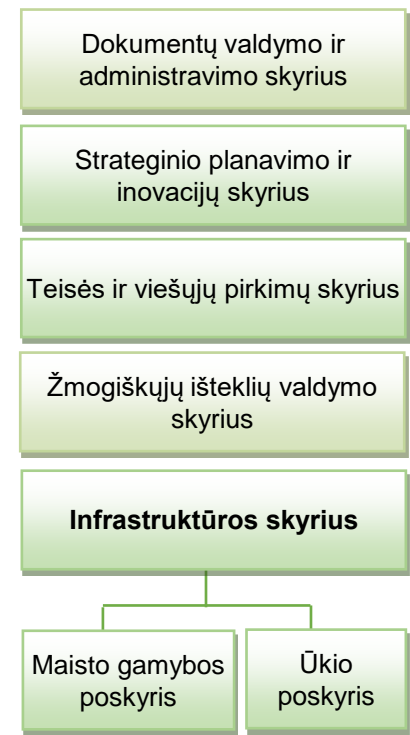 Dokumentų valdymo ir
administravimo skyrius
Strateginio planavimo ir
inovacijų skyrius
Teisės ir viešųjų pirkimų skyrius
Žmogiškųjų išteklių valdymo
skyrius
Infrastruktūros skyrius
Maisto gamybos
poskyris
Ūkio
poskyris